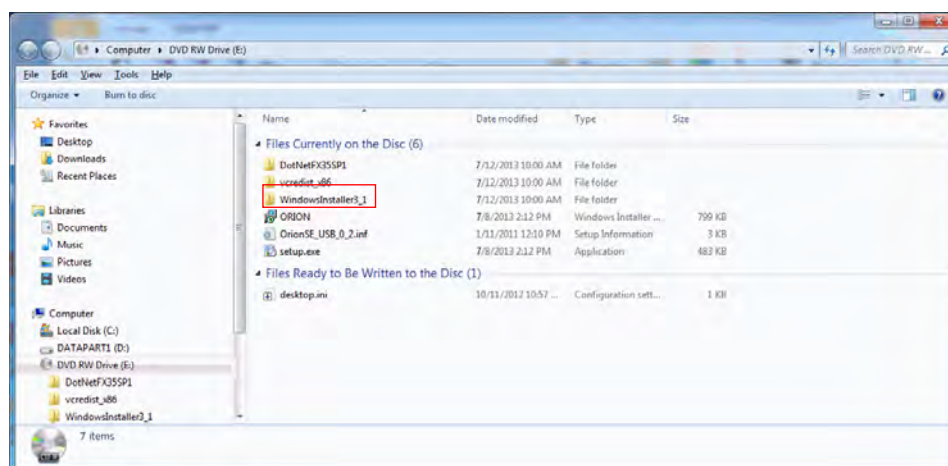 Computer ▸ DVD RW Drive (E:)
Search DVD RW...
File Edit View Tools Help
Organize Burn to disc
Name Date modified Type Size
Favorites
Desktop
Downloads
Recent Places
Libraries
Documents
Music
Pictures
Videos
Computer
Local Disk (C:)
DATAPART1 (D:)
DVD RW Drive (E:)
DotNetFX35SP1
vcredist_x86
WindowsInstaller3_1
Files Currently on the Disc (6)
DotNetFX35SP1 7/12/2013 10:00 AM File folder
vcredist_x86 7/12/2013 10:00 AM File folder
WindowsInstaller3_1 7/12/2013 10:00 AM File folder
ORION 7/8/2013 2:12 PM Windows Installer ... 799 KB
OrionSE_USB_0_2.inf 1/11/2011 12:10 PM Setup Information 3 KB
setup.exe 7/8/2013 2:12 PM Application 483 KB
Files Ready to Be Written to the Disc (1)
desktop.ini 10/11/2012 10:57 ... Configuration sett... 1 KB
7 items